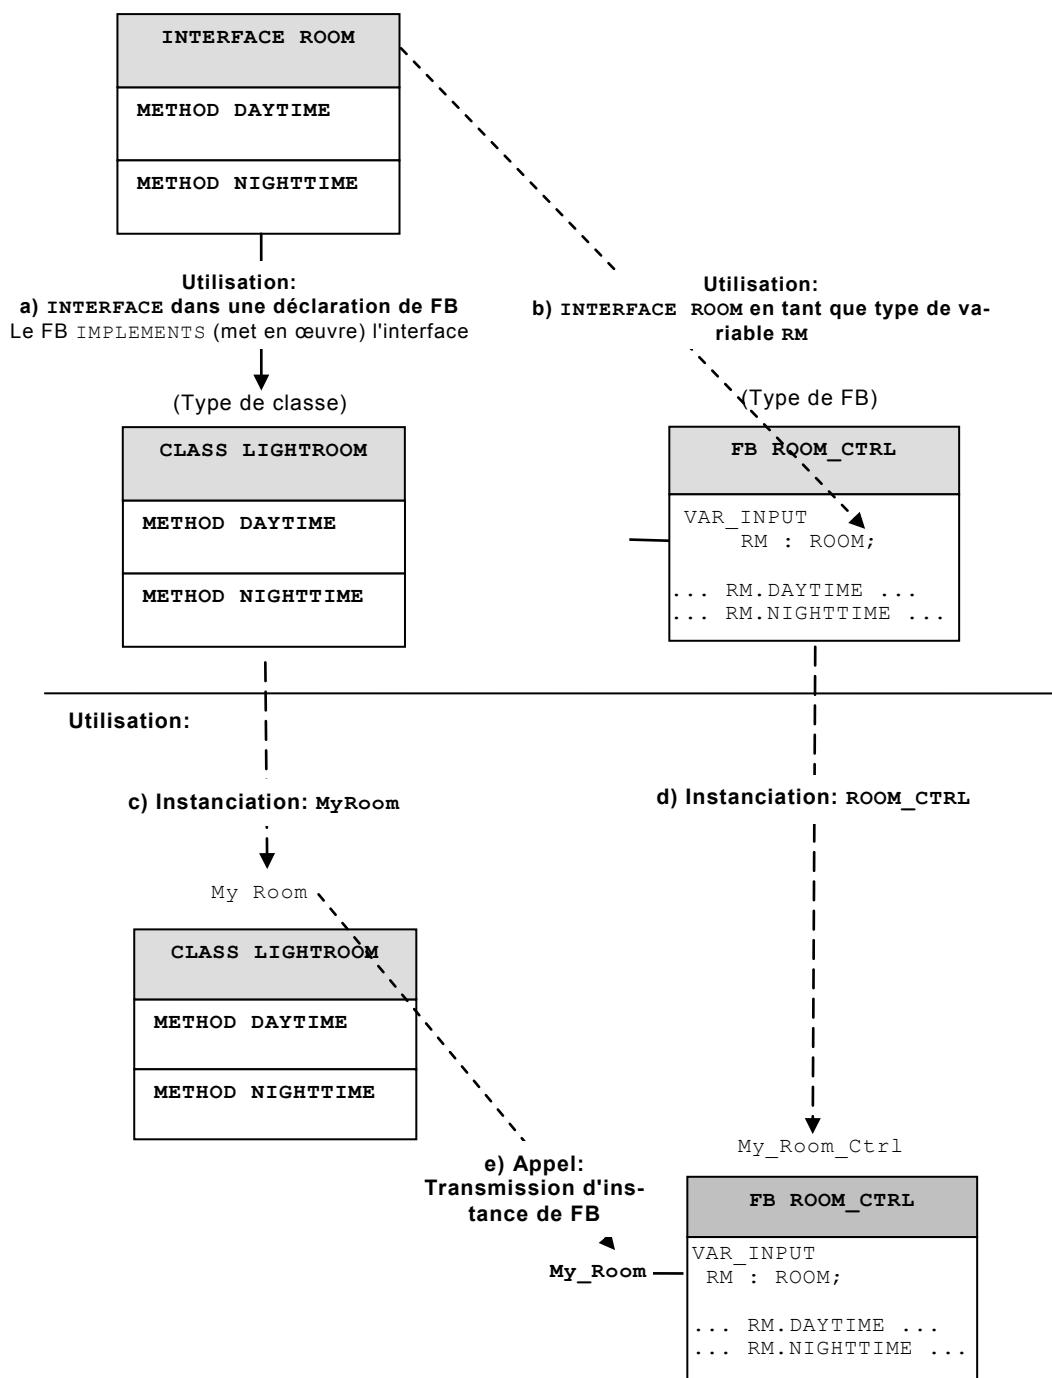 INTERFACE ROOM
METHOD DAYTIME
METHOD NIGHTTIME
Utilisation:
a) INTERFACE dans une déclaration de FB
Le FB IMPLEMENTS (met en œuvre) l'interface
Utilisation:
b) INTERFACE ROOM en tant que type de va-
riable RM
(Type de classe)
CLASS LIGHTROOM
METHOD DAYTIME
METHOD NIGHTTIME
(Type de FB)
FB ROOM_CTRL
VAR_INPUT
RM : ROOM;
... RM.DAYTIME ...
... RM.NIGHTTIME ...
Utilisation:
c) Instanciation: MyRoom
d) Instanciation: ROOM_CTRL
My Room
CLASS LIGHTROOM
METHOD DAYTIME
METHOD NIGHTTIME
e) Appel:
Transmission d'ins-
tance de FB
My_Room
My_Room_Ctrl
FB ROOM_CTRL
VAR_INPUT
RM : ROOM;
... RM.DAYTIME ...
... RM.NIGHTTIME ...